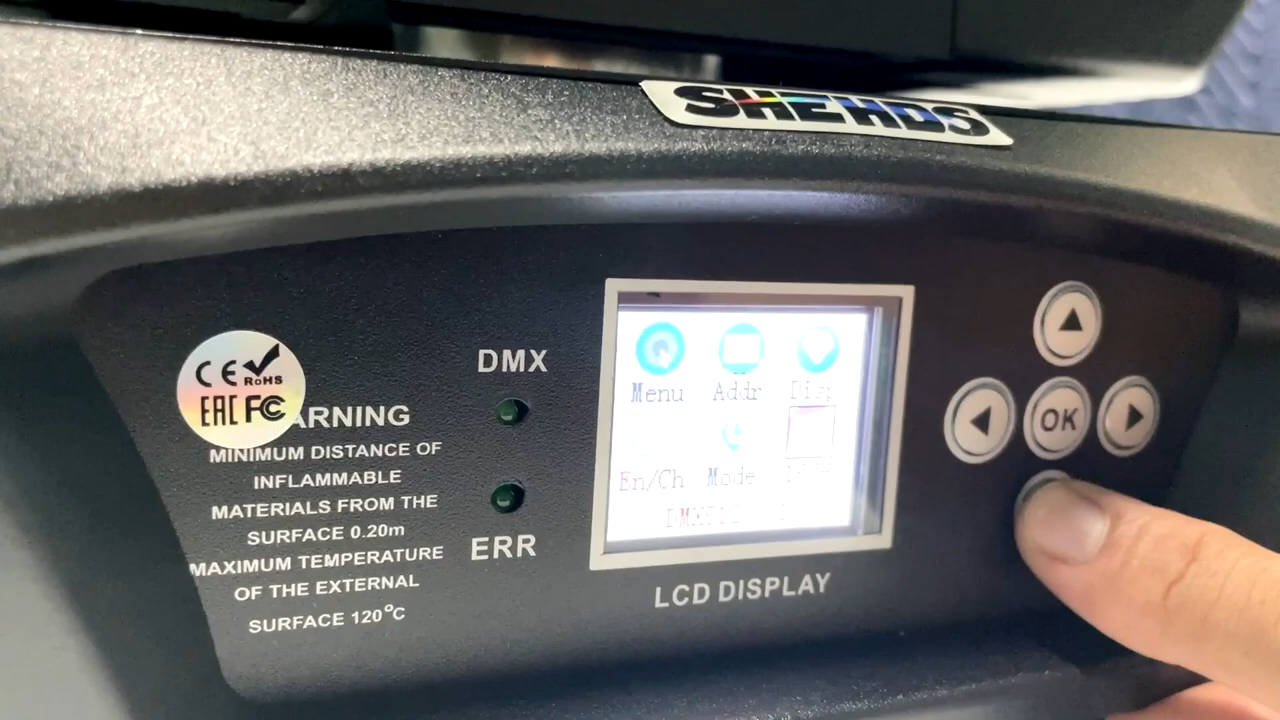 SHEHDS
CE RoHS
EAC FC
WARNING
MINIMUM DISTANCE OF
INFLAMMABLE
MATERIALS FROM THE
SURFACE 0.20m
MAXIMUM TEMPERATURE
OF THE EXTERNAL
SURFACE 120°C
DMX
ERR
Menu Addr Disp
En/Ch Mode
LCD DISPLAY
OK